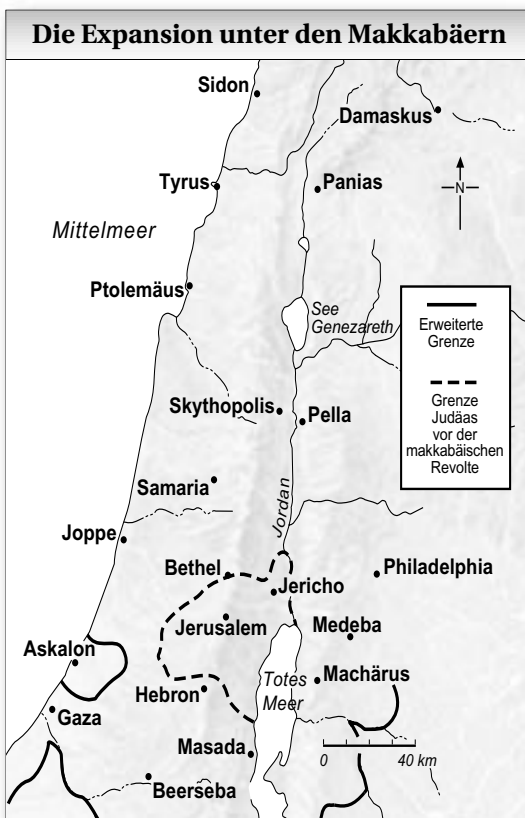 Die Expansion unter den Makkabäern
Sidon
Damaskus
Tyrus
Panias
N
Mittelmeer
Ptolemäus
See
Genezareth
Erweiterte
Grenze
Grenze
Judäas
vor der
makkabäischen
Revolte
Skythopolis
Pella
Samaria
Jordan
Joppe
Bethel
Jericho
Philadelphia
Jerusalem
Medeba
Askalon
Totes
Meer
Machärus
Hebron
Gaza
Masada
0 40 km
Beerseba